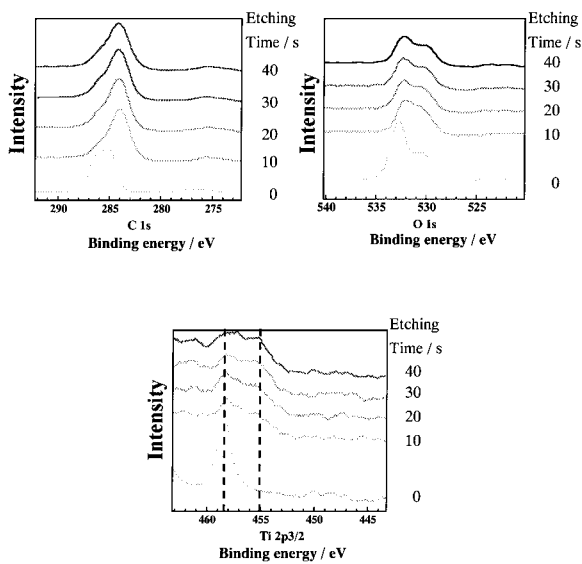 Etching
Time / s
40
30
20
10
0
Intensity
290
285
280
275
C 1s
Binding energy / eV
Etching
Time / s
40
30
20
10
0
Intensity
540
535
530
525
O 1s
Binding energy / eV
Etching
Time / s
40
30
20
10
0
Intensity
460
455
450
445
Ti 2p3/2
Binding energy / eV